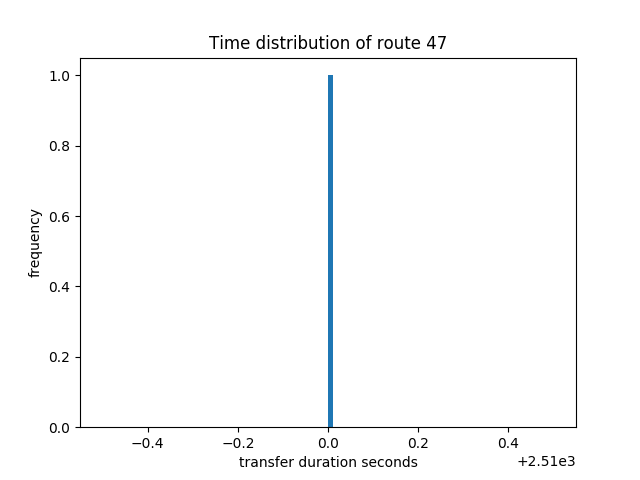 Time distribution of route 47
1.0
0.8
0.6
0.4
0.2
0.0
frequency
−0.4 −0.2 0.0 0.2 0.4
transfer duration seconds
+2.51e3